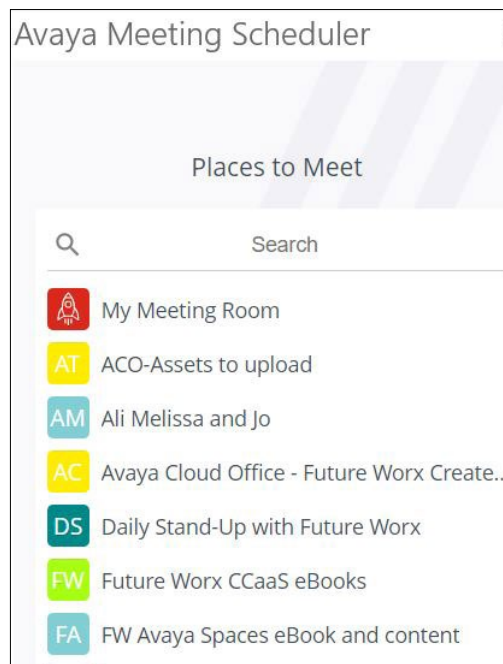 Avaya Meeting Scheduler
Places to Meet
Search
My Meeting Room
AT ACO-Assets to upload
AM Ali Melissa and Jo
AC Avaya Cloud Office - Future Worx Create..
DS Daily Stand-Up with Future Worx
FW Future Worx CCaaS eBooks
FA FW Avaya Spaces eBook and content